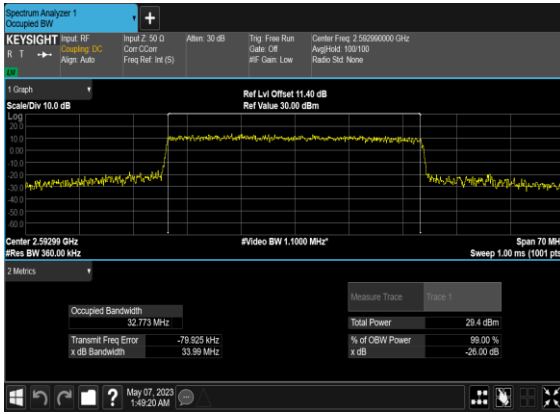 Spectrum Analyzer 1
Occupied BW
+
KEYSIGHT
Input: RF
Input Z: 50 Ω
Atten: 30 dB
Trig: Free Run
Center Freq: 2.592990000 GHz
R T
Coupling: DC
Corr CCorr
Gate: Off
Avg|Hold: 100/100
Align: Auto
Freq Ref: Int (S)
#IF Gain: Low
Radio Std: None
1 Graph
Ref Lvl Offset 11.40 dB
Scale/Div 10.0 dB
Ref Value 30.00 dBm
Log
20.0
10.0
0.00
-10.0
-20.0
-30.0
-40.0
-50.0
-60.0
Center 2.59299 GHz
#Video BW 1.1000 MHz*
Span 70 MH
#Res BW 360.00 kHz
Sweep 1.00 ms (1001 pts
2 Metrics
Measure Trace
Trace 1
Occupied Bandwidth
32.773 MHz
Total Power
29.4 dBm
Transmit Freq Error
-79.925 kHz
% of OBW Power
99.00 %
x dB Bandwidth
33.99 MHz
x dB
-26.00 dB
?
May 07, 2023
1:49:20 AM